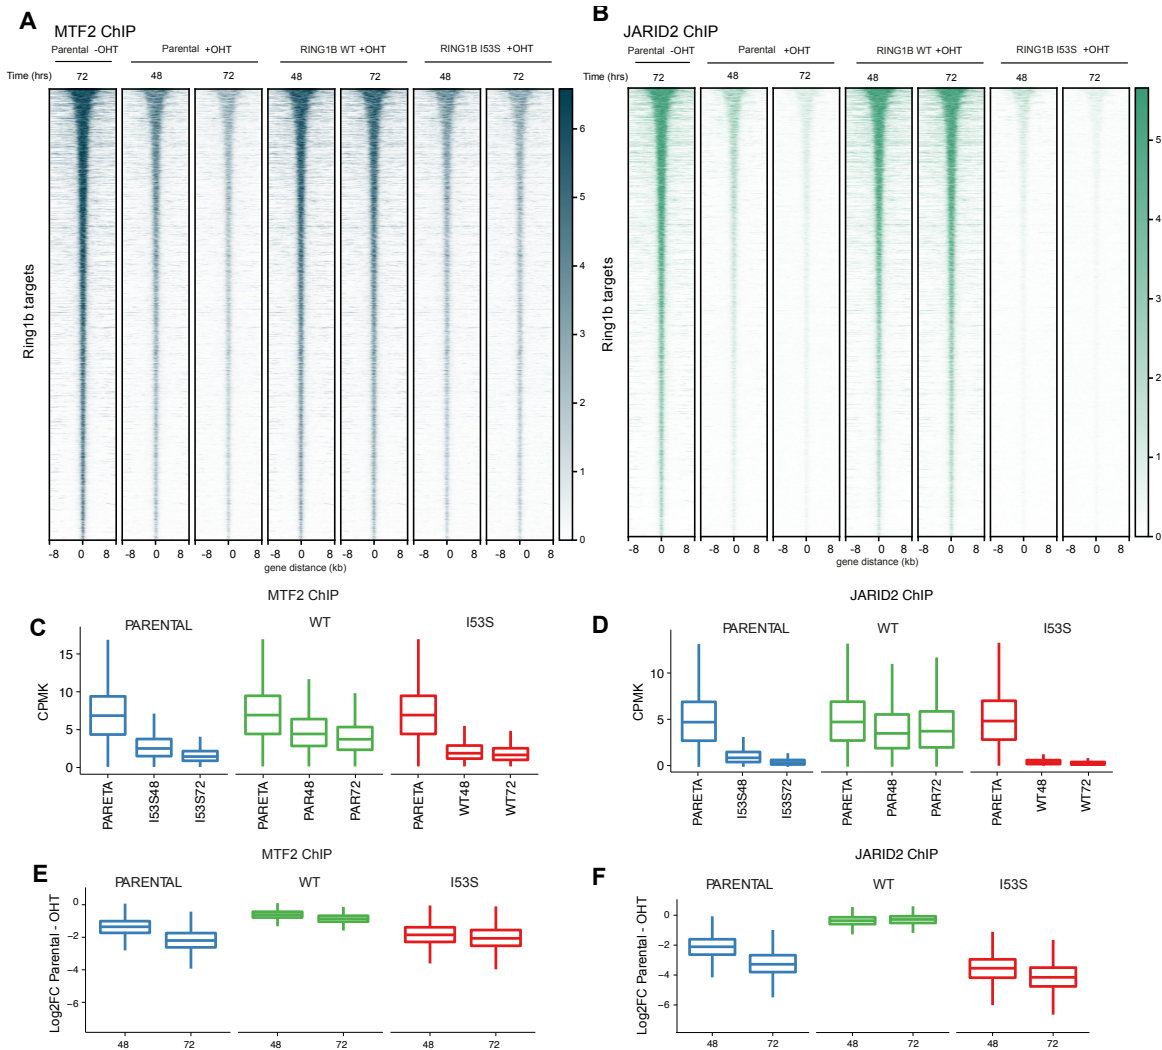 A
MTF2 ChIP
Parental -OHT
Parental +OHT
RING1B WT +OHT
RING1B I53S +OHT
Time (hrs)
72
48
72
48
72
48
72
Ring1b targets
6
5
4
3
2
1
0
-8 0 8
-8 0 8
-8 0 8
-8 0 8
-8 0 8
-8 0 8
-8 0 8
gene distance (kb)
B
JARID2 ChIP
Parental -OHT
Parental +OHT
RING1B WT +OHT
RING1B I53S +OHT
Time (hrs)
72
48
72
48
72
48
72
Ring1b targets
5
4
3
2
1
0
-8 0 8
-8 0 8
-8 0 8
-8 0 8
-8 0 8
-8 0 8
-8 0 8
gene distance (kb)
C
MTF2 ChIP
PARENTAL
WT
I53S
CPMK
15
10
5
0
PARETA
I53S48
I53S72
PARETA
PAR48
PAR72
PARETA
WT48
WT72
D
JARID2 ChIP
PARENTAL
WT
I53S
CPMK
10
5
0
PARETA
I53S48
I53S72
PARETA
PAR48
PAR72
PARETA
WT48
WT72
E
MTF2 ChIP
PARENTAL
WT
I53S
Log2FC Parental - OHT
0
-2
-4
-6
48
72
48
72
48
72
F
JARID2 ChIP
PARENTAL
WT
I53S
Log2FC Parental - OHT
0
-2
-4
-6
48
72
48
72
48
72